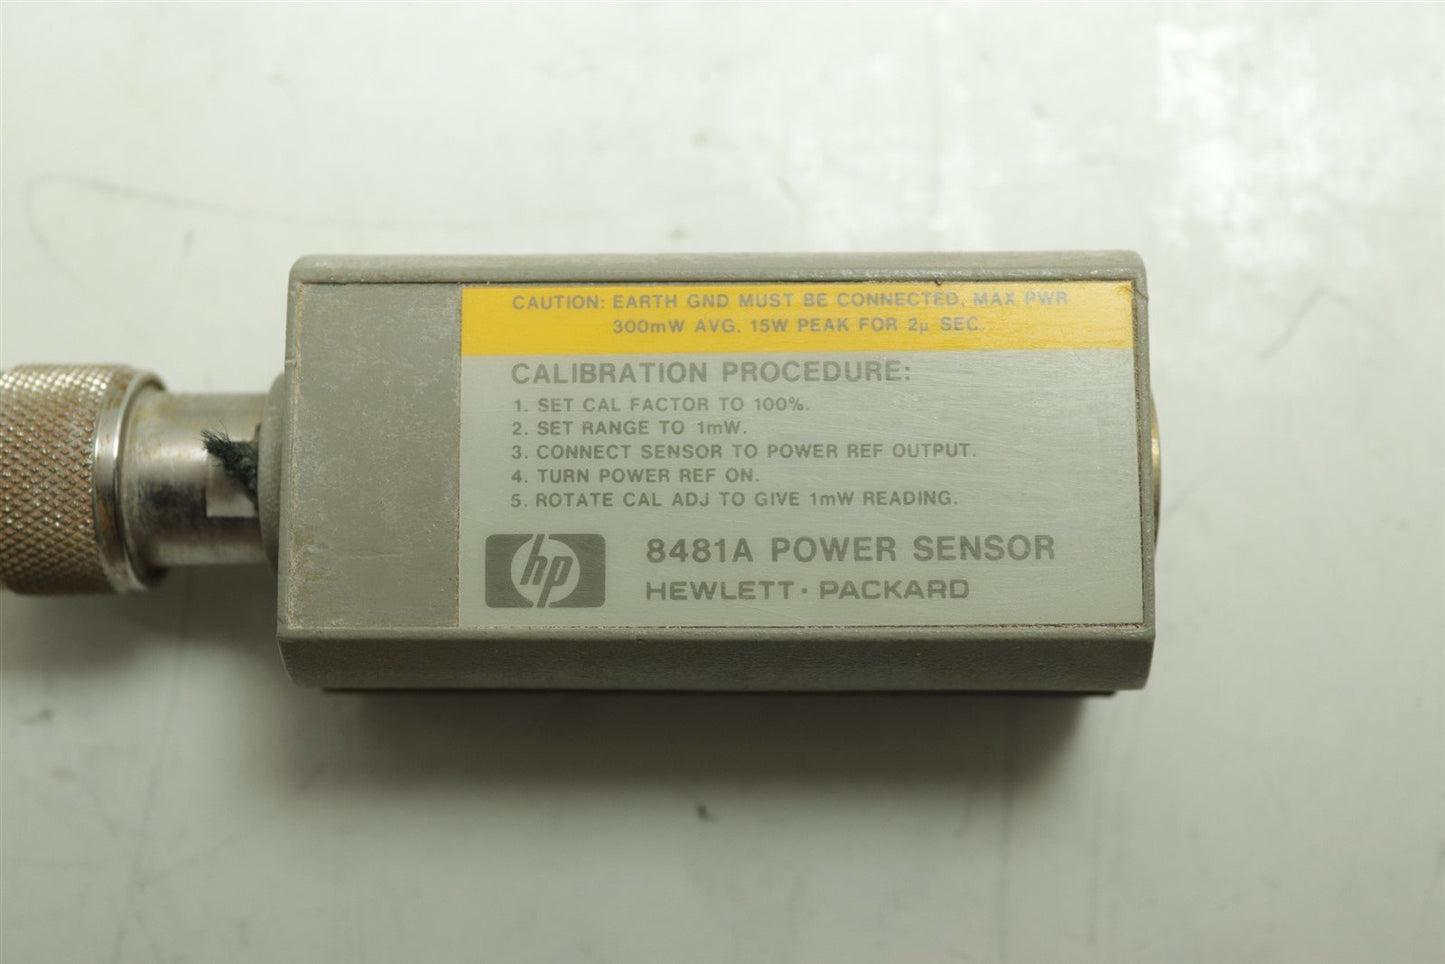 CAUTION: EARTH GND MUST BE CONNECTED, MAX PWR
300mW AVG. 15W PEAK FOR 2µ SEC.
CALIBRATION PROCEDURE:
1. SET CAL FACTOR TO 100%.
2. SET RANGE TO 1mW.
3. CONNECT SENSOR TO POWER REF OUTPUT.
4. TURN POWER REF ON.
5. ROTATE CAL ADJ TO GIVE 1mW READING.
hp
8481A POWER SENSOR
HEWLETT · PACKARD